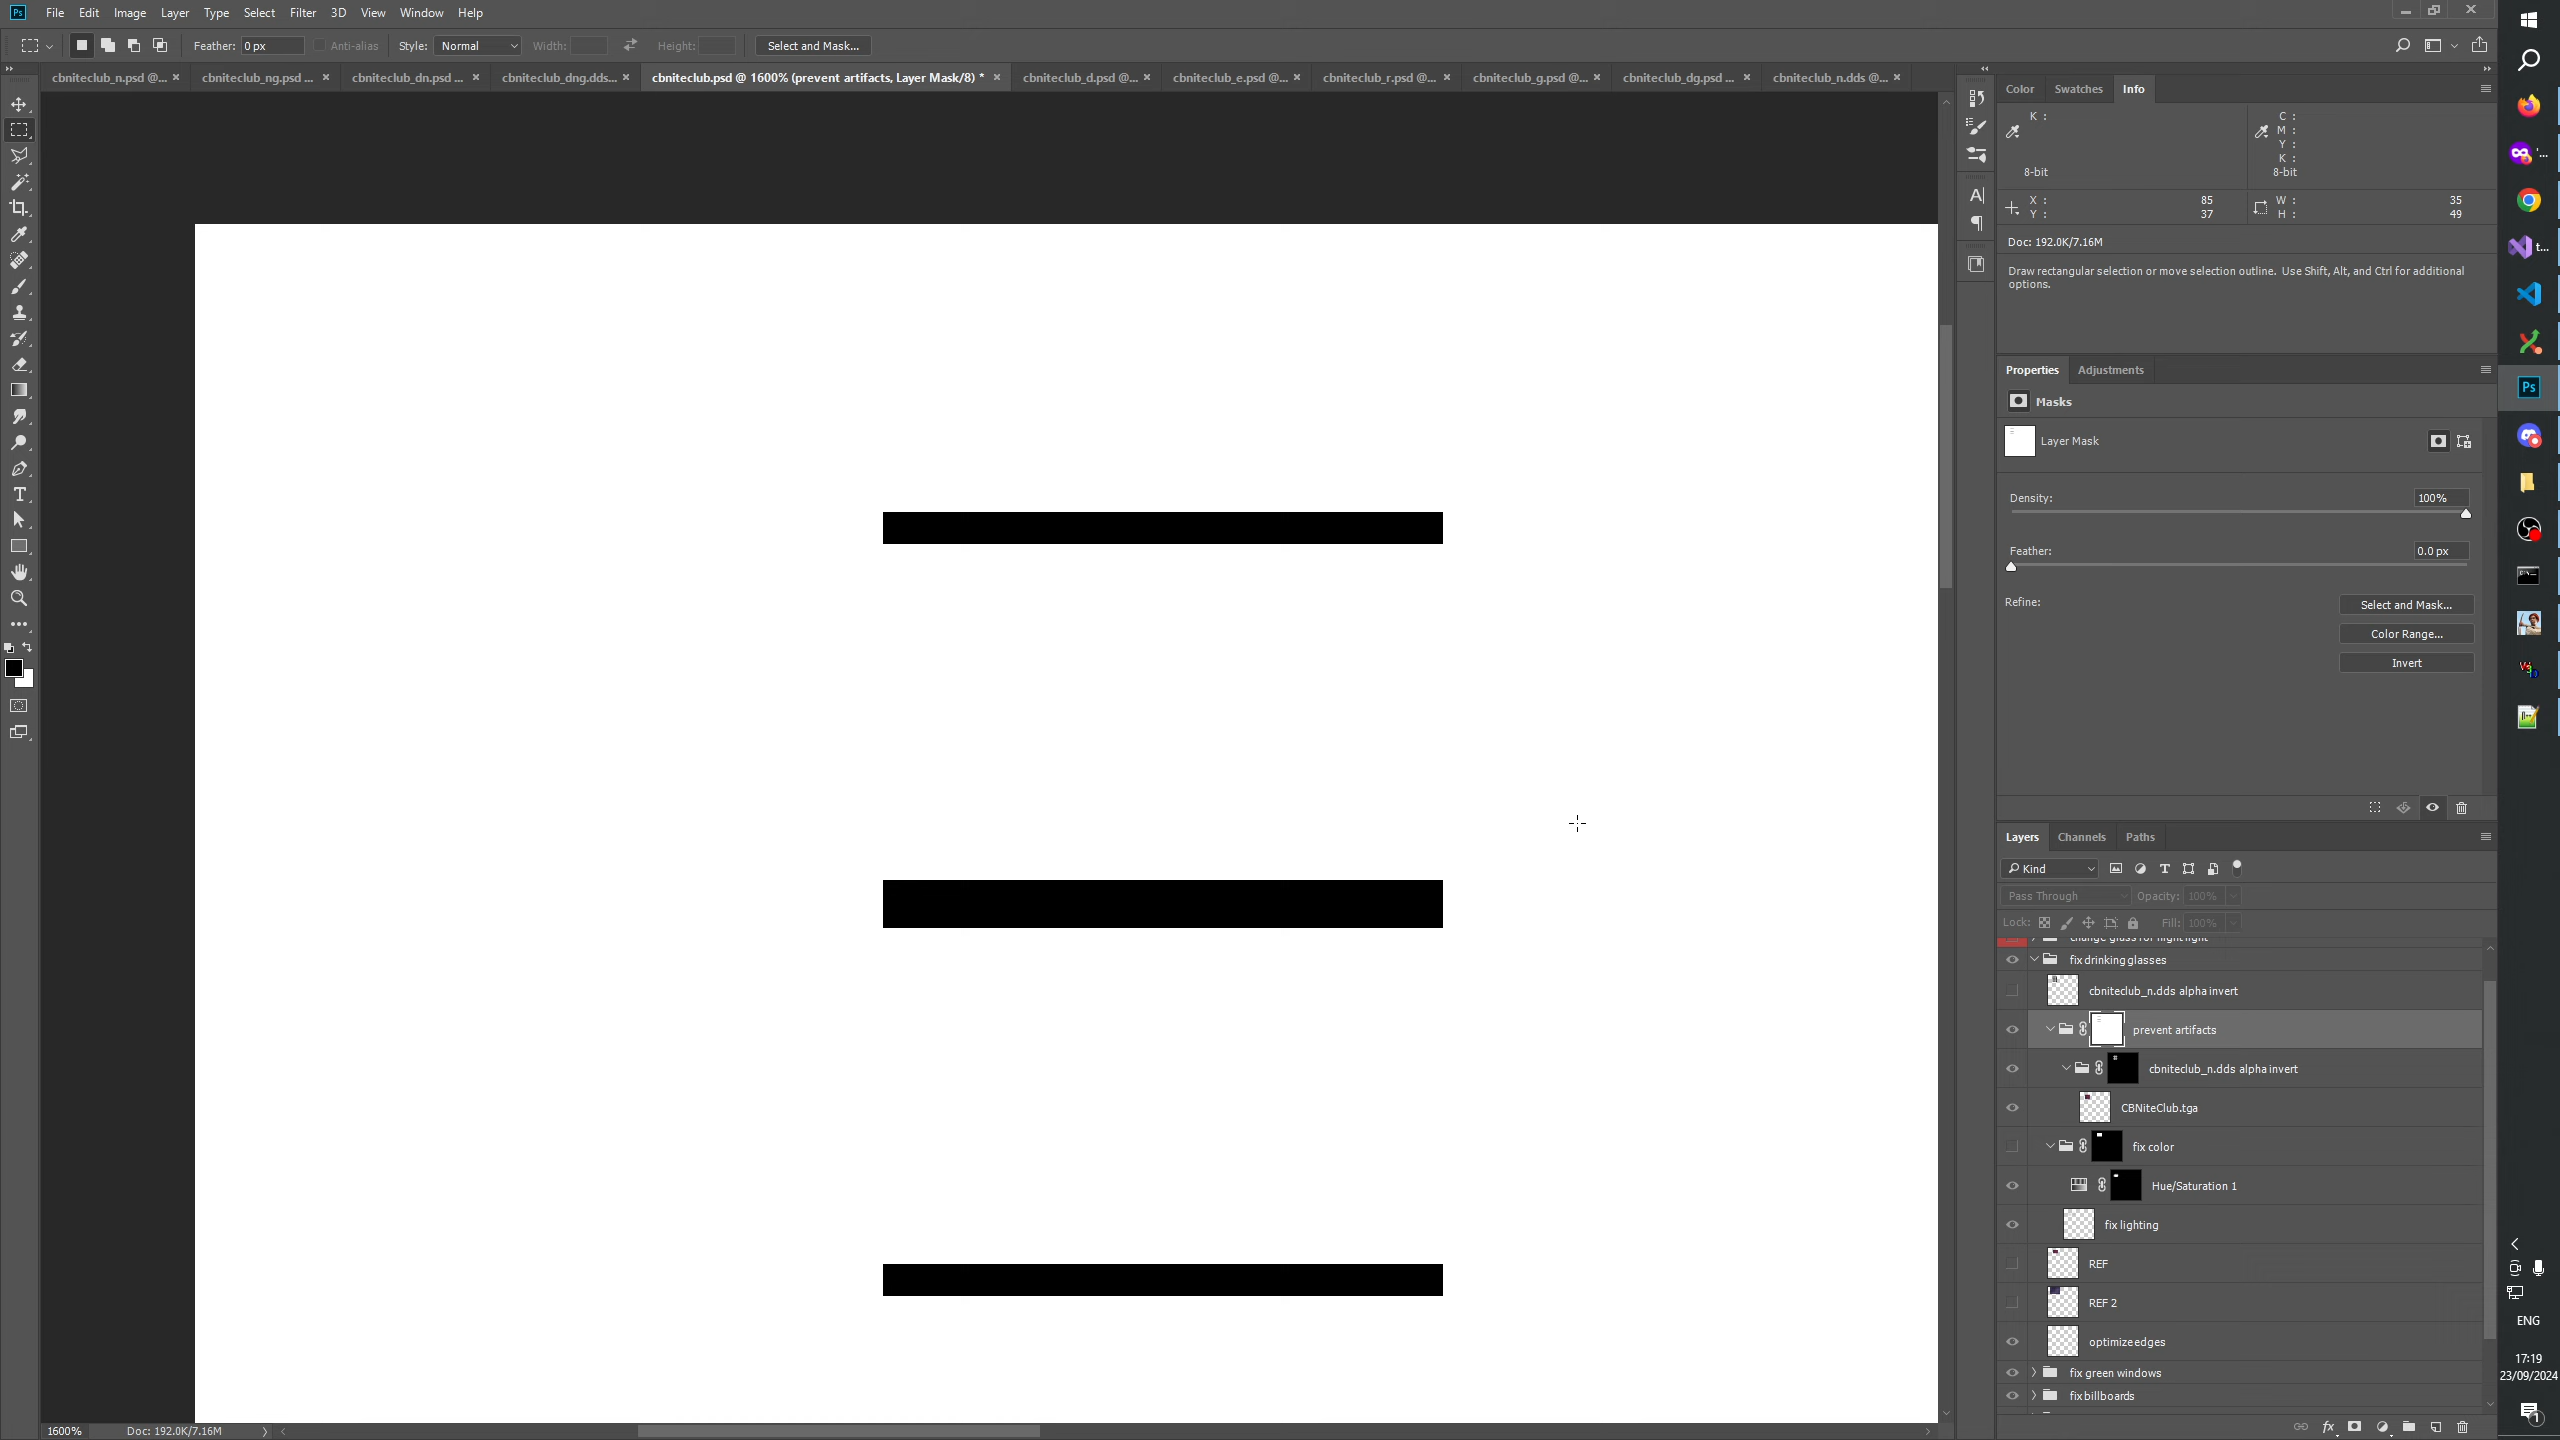 Ps File Edit Image Layer Type Select Filter 3D View Window Help
Feather: 0 px Anti-alias Style: Normal Width: Height: Select and Mask...
cbniteclub_n.psd @... cbniteclub_ng.psd ... cbniteclub_dn.psd ... cbniteclub_dng.dds... cbniteclub.psd @ 1600% (prevent artifacts, Layer Mask/8) * cbniteclub_d.psd @... cbniteclub_e.psd @... cbniteclub_r.psd @... cbniteclub_g.psd @... cbniteclub_dg.psd ... cbniteclub_n.dds @...
Color Swatches Info
K :
8-bit
C :
M :
Y :
K :
8-bit
X : 85
Y : 37
W : 35
H : 49
Doc: 192.0K/7.16M
Draw rectangular selection or move selection outline. Use Shift, Alt, and Ctrl for additional
options.
Properties Adjustments
Masks
Layer Mask
Density: 100%
Feather: 0.0 px
Refine: Select and Mask...
Color Range...
Invert
Layers Channels Paths
Kind
Pass Through Opacity: 100%
Lock: Fill: 100%
change glass for night light
fix drinking glasses
cbniteclub_n.dds alpha invert
prevent artifacts
cbniteclub_n.dds alpha invert
CBNiteClub.tga
fix color
Hue/Saturation 1
fix lighting
REF
REF 2
optimize edges
fix green windows
fix billboards
1600% Doc: 192.0K/7.16M
fx
'...
t...
Ps
ENG
17:19
23/09/2024
1